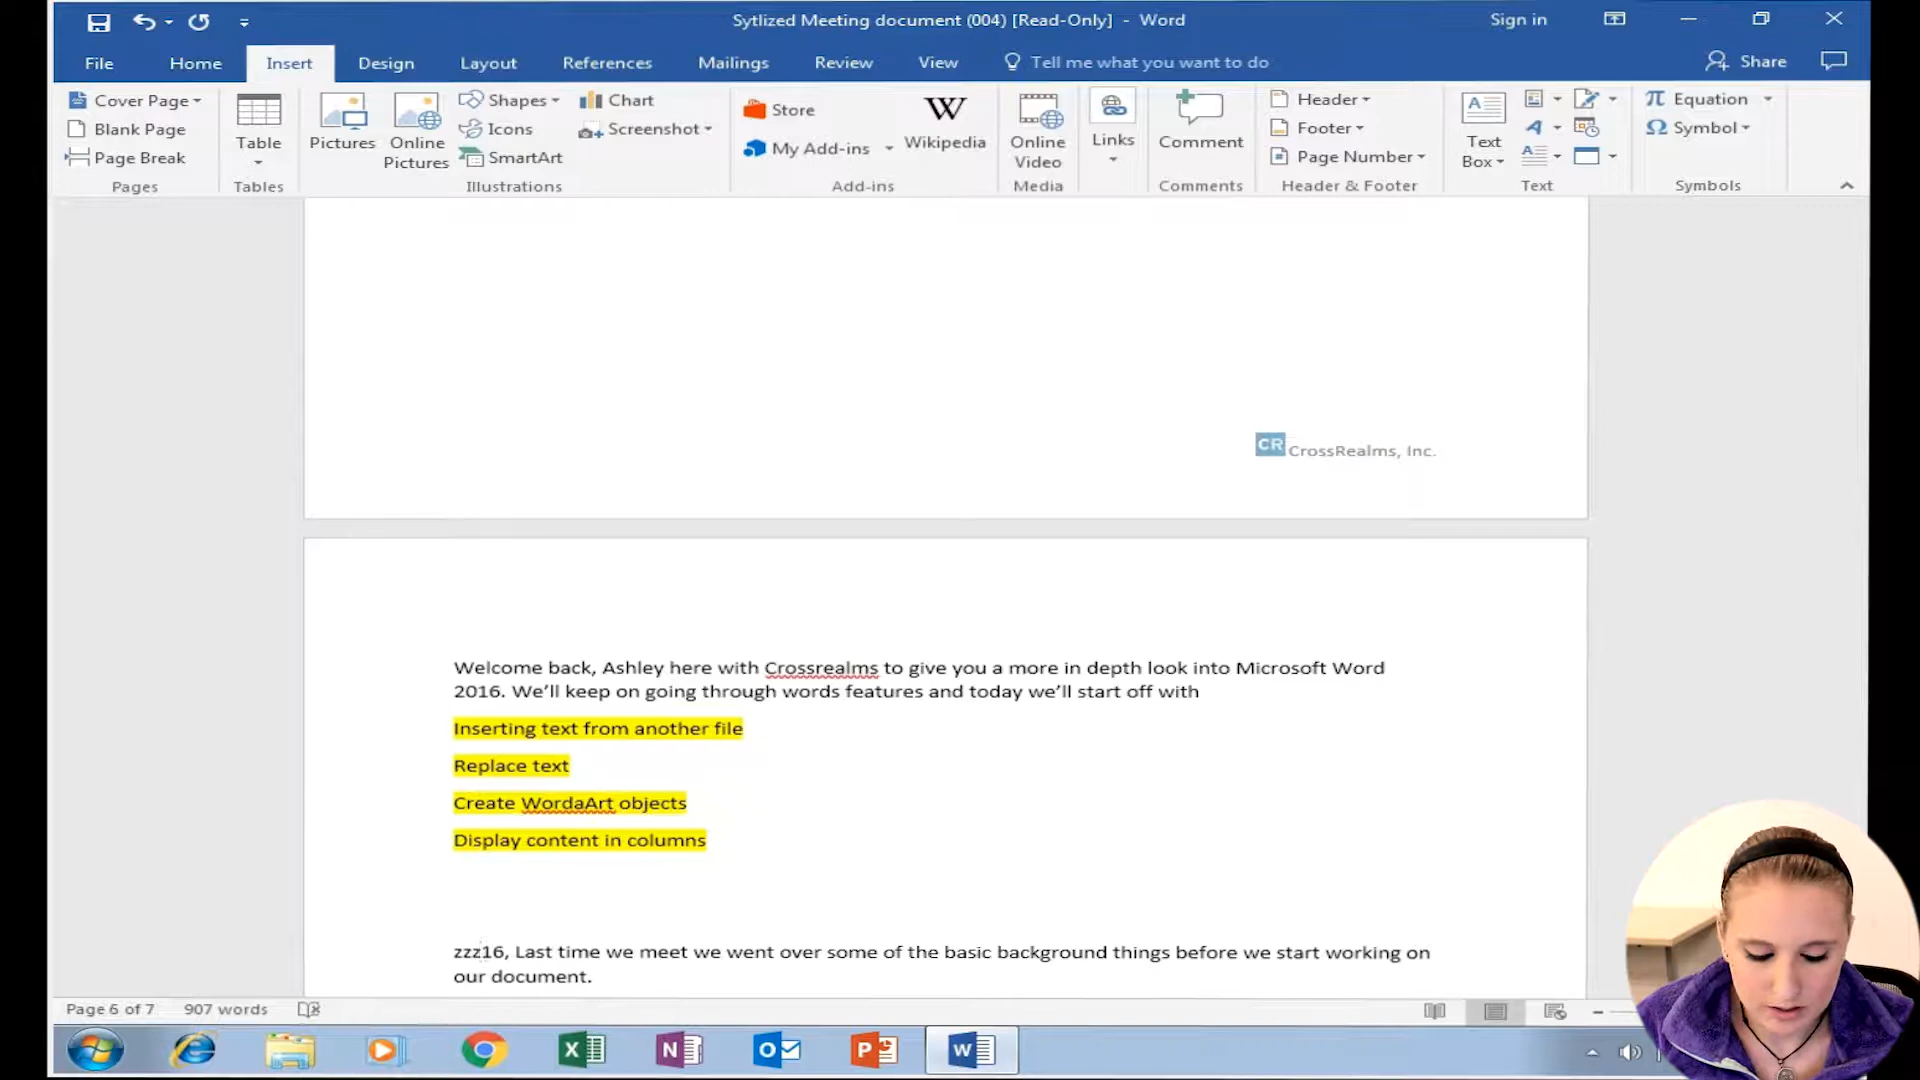 Sytlized Meeting document (004) [Read-Only] - Word
Sign in
File Home Insert Design Layout References Mailings Review View Tell me what you want to do
Share
Cover Page
Blank Page
Page Break
Pages
Table
Tables
Pictures
Online Pictures
Shapes
Icons
SmartArt
Chart
Screenshot
Illustrations
Store
My Add-ins
W
Wikipedia
Add-ins
Online Video
Media
Links
Comment
Comments
Header
Footer
Page Number
Header & Footer
Text Box
Text
π Equation
Ω Symbol
Symbols
CR CrossRealms, Inc.
Welcome back, Ashley here with Crossrealms to give you a more in depth look into Microsoft Word
2016. We’ll keep on going through words features and today we’ll start off with
Inserting text from another file
Replace text
Create WordaArt objects
Display content in columns
zzz16, Last time we meet we went over some of the basic background things before we start working on
our document.
Page 6 of 7 907 words